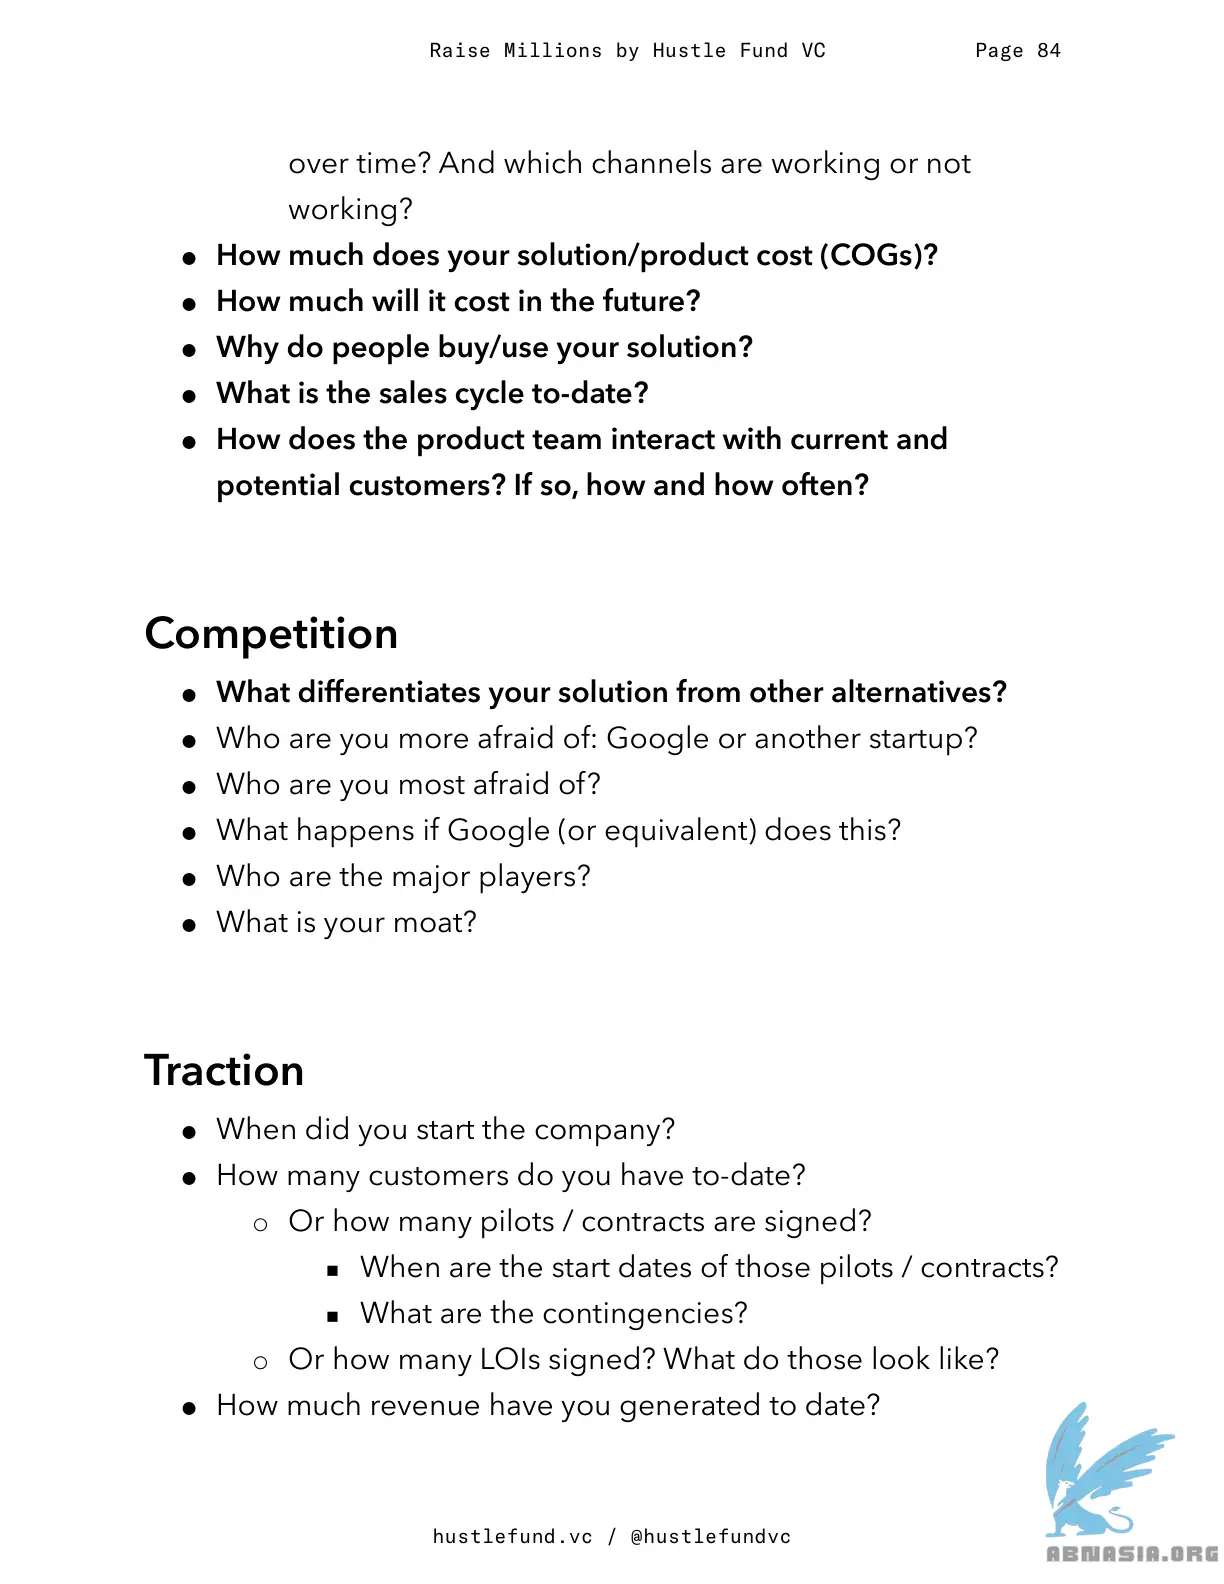 Raise Millions by Hustle Fund VC Page 84
over time? And which channels are working or not
working?
● How much does your solution/product cost (COGs)?
● How much will it cost in the future?
● Why do people buy/use your solution?
● What is the sales cycle to-date?
● How does the product team interact with current and
potential customers? If so, how and how often?
Competition
● What differentiates your solution from other alternatives?
● Who are you more afraid of: Google or another startup?
● Who are you most afraid of?
● What happens if Google (or equivalent) does this?
● Who are the major players?
● What is your moat?
Traction
● When did you start the company?
● How many customers do you have to-date?
○ Or how many pilots / contracts are signed?
■ When are the start dates of those pilots / contracts?
■ What are the contingencies?
○ Or how many LOIs signed? What do those look like?
● How much revenue have you generated to date?
hustlefund.vc / @hustlefundvc
ABNASIA.ORG